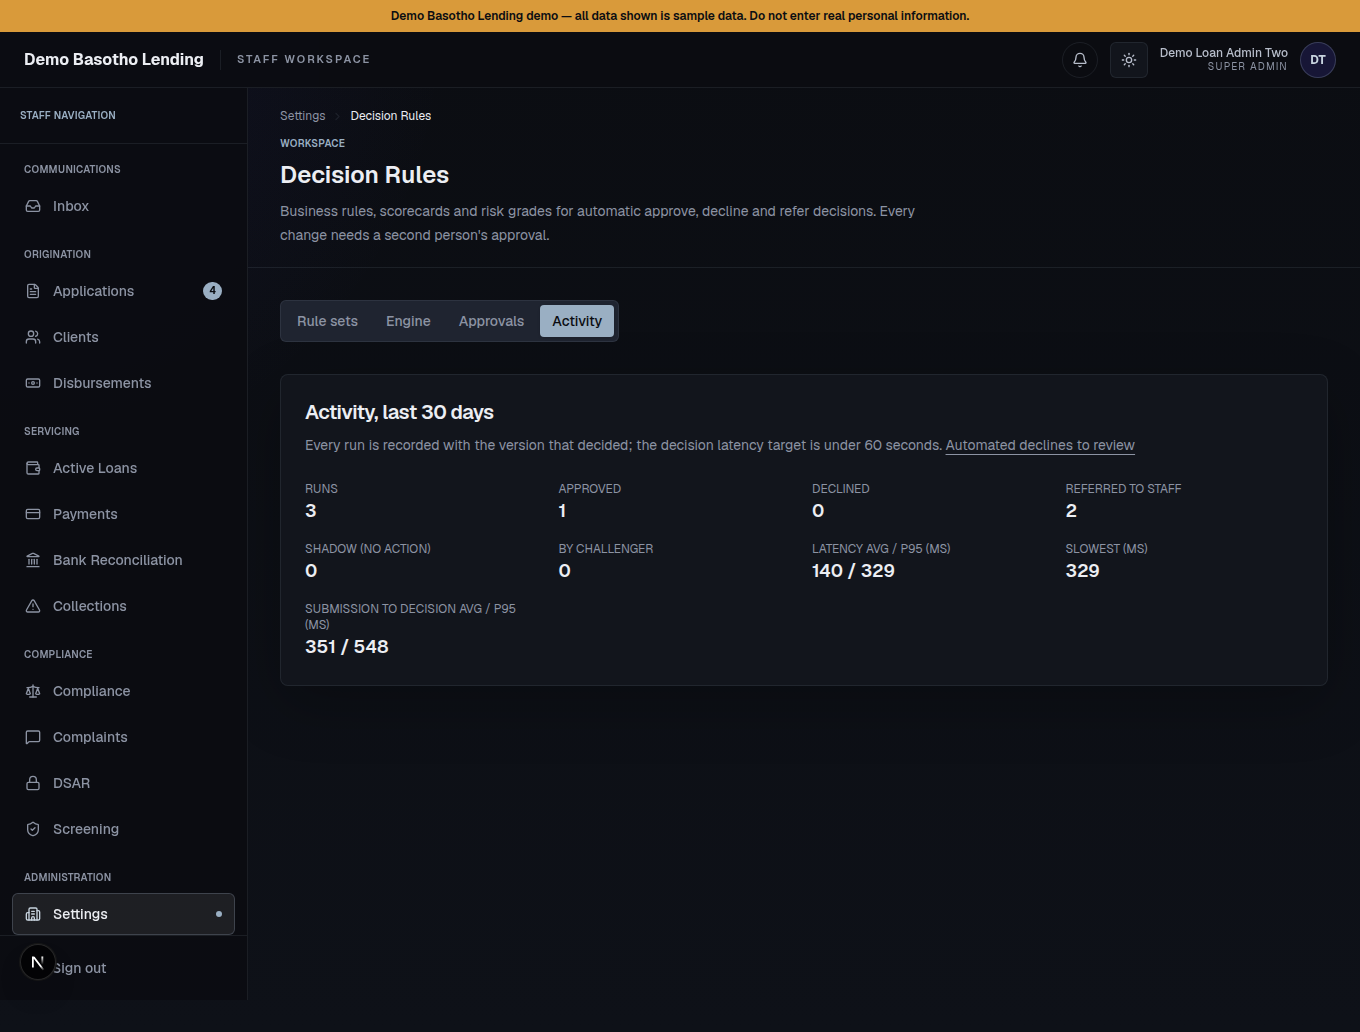 Demo Basotho Lending demo — all data shown is sample data. Do not enter real personal information.
Demo Basotho Lending
STAFF WORKSPACE
Demo Loan Admin Two
SUPER ADMIN
DT
STAFF NAVIGATION
COMMUNICATIONS
Inbox
ORIGINATION
Applications 4
Clients
Disbursements
SERVICING
Active Loans
Payments
Bank Reconciliation
Collections
COMPLIANCE
Compliance
Complaints
DSAR
Screening
ADMINISTRATION
Settings
N
Sign out
Settings > Decision Rules
WORKSPACE
Decision Rules
Business rules, scorecards and risk grades for automatic approve, decline and refer decisions. Every
change needs a second person's approval.
Rule sets Engine Approvals Activity
Activity, last 30 days
Every run is recorded with the version that decided; the decision latency target is under 60 seconds. Automated declines to review
RUNS
3
APPROVED
1
DECLINED
0
REFERRED TO STAFF
2
SHADOW (NO ACTION)
0
BY CHALLENGER
0
LATENCY AVG / P95 (MS)
140 / 329
SLOWEST (MS)
329
SUBMISSION TO DECISION AVG / P95
(MS)
351 / 548